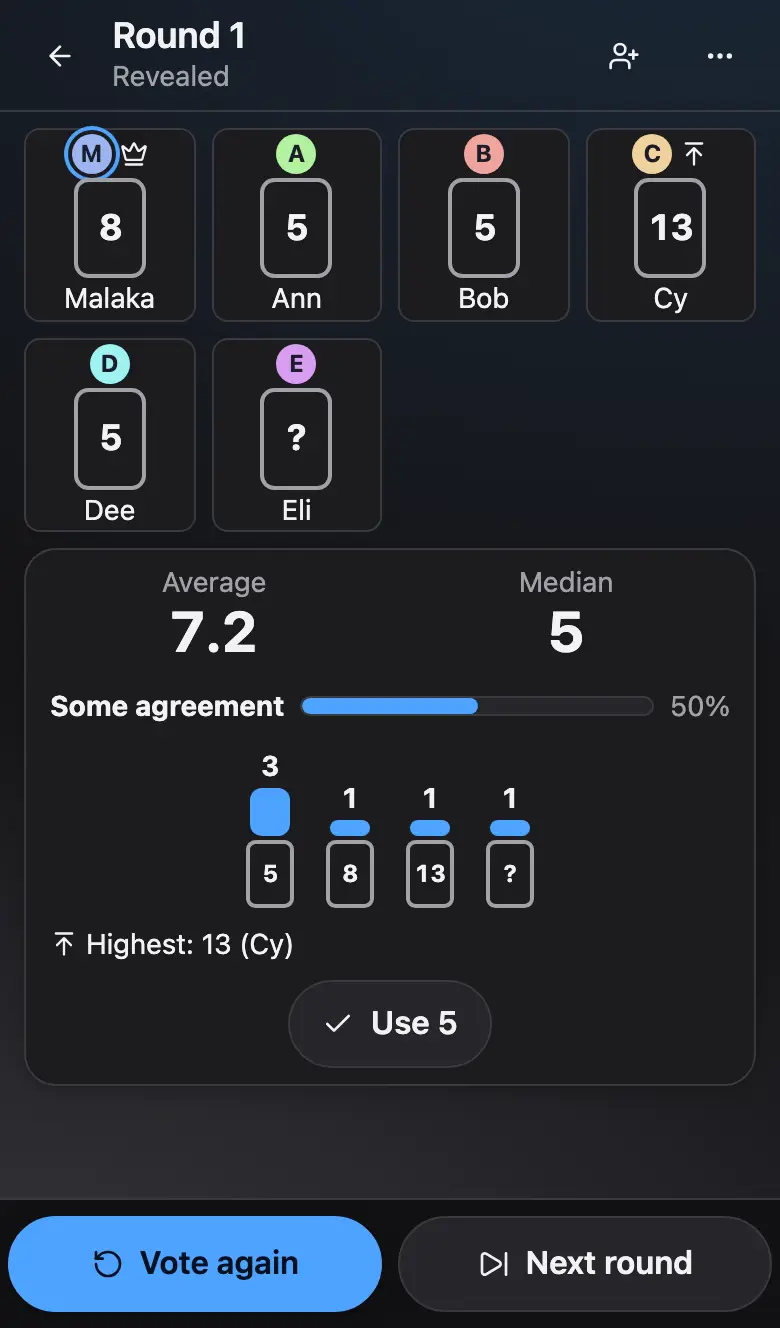 Round 1
Revealed
M
8
Malaka
A
5
Ann
B
5
Bob
C
13
Cy
D
5
Dee
E
?
Eli
Average
7.2
Median
5
Some agreement 50%
3 1 1 1
5 8 13 ?
Highest: 13 (Cy)
Use 5
Vote again
Next round